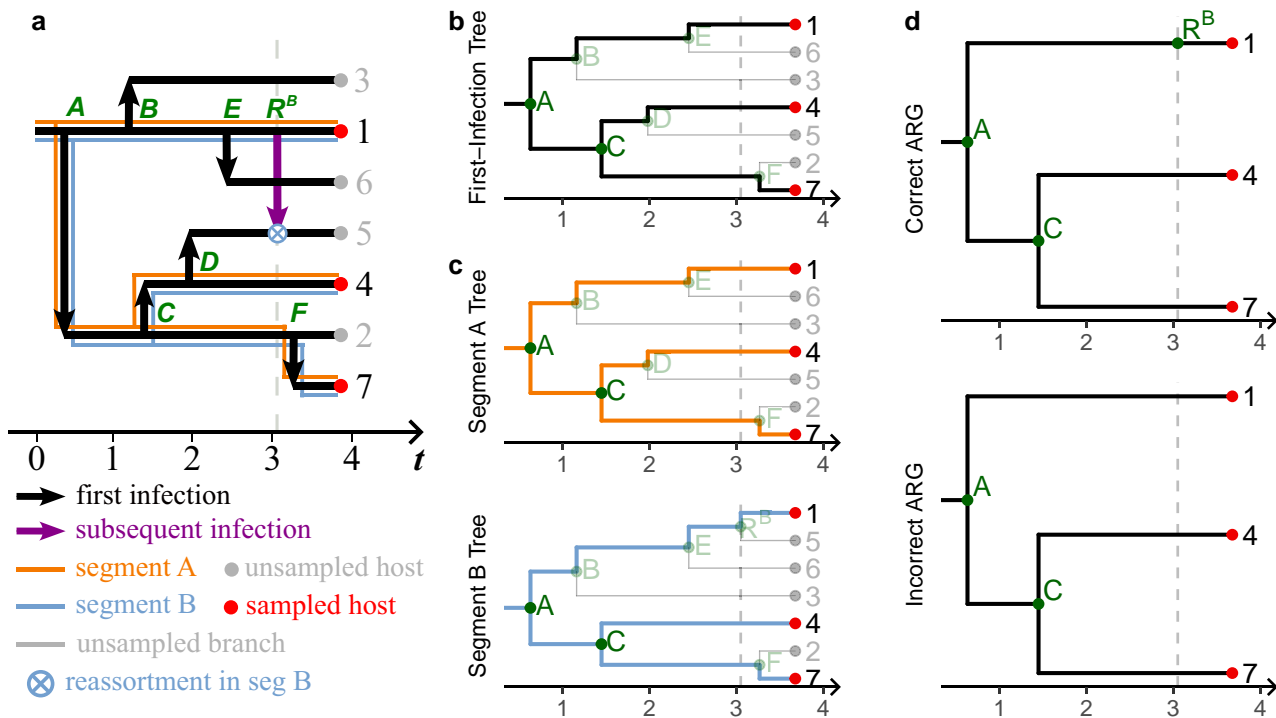 a
A
B
E
R^B
3
1
6
5
D
4
C
F
2
7
0
1
2
3
4
t
first infection
subsequent infection
segment A
unsampled host
segment B
sampled host
unsampled branch
reassortment in seg B
b
First−Infection Tree
A
B
E
1
6
3
C
D
4
5
2
F
7
1
2
3
4
c
Segment A Tree
A
B
E
1
6
3
C
D
4
5
2
F
7
1
2
3
4
Segment B Tree
A
B
E
R^B
1
5
6
3
C
4
2
F
7
1
2
3
4
d
Correct ARG
R^B
1
A
4
C
7
1
2
3
4
Incorrect ARG
1
A
4
C
7
1
2
3
4